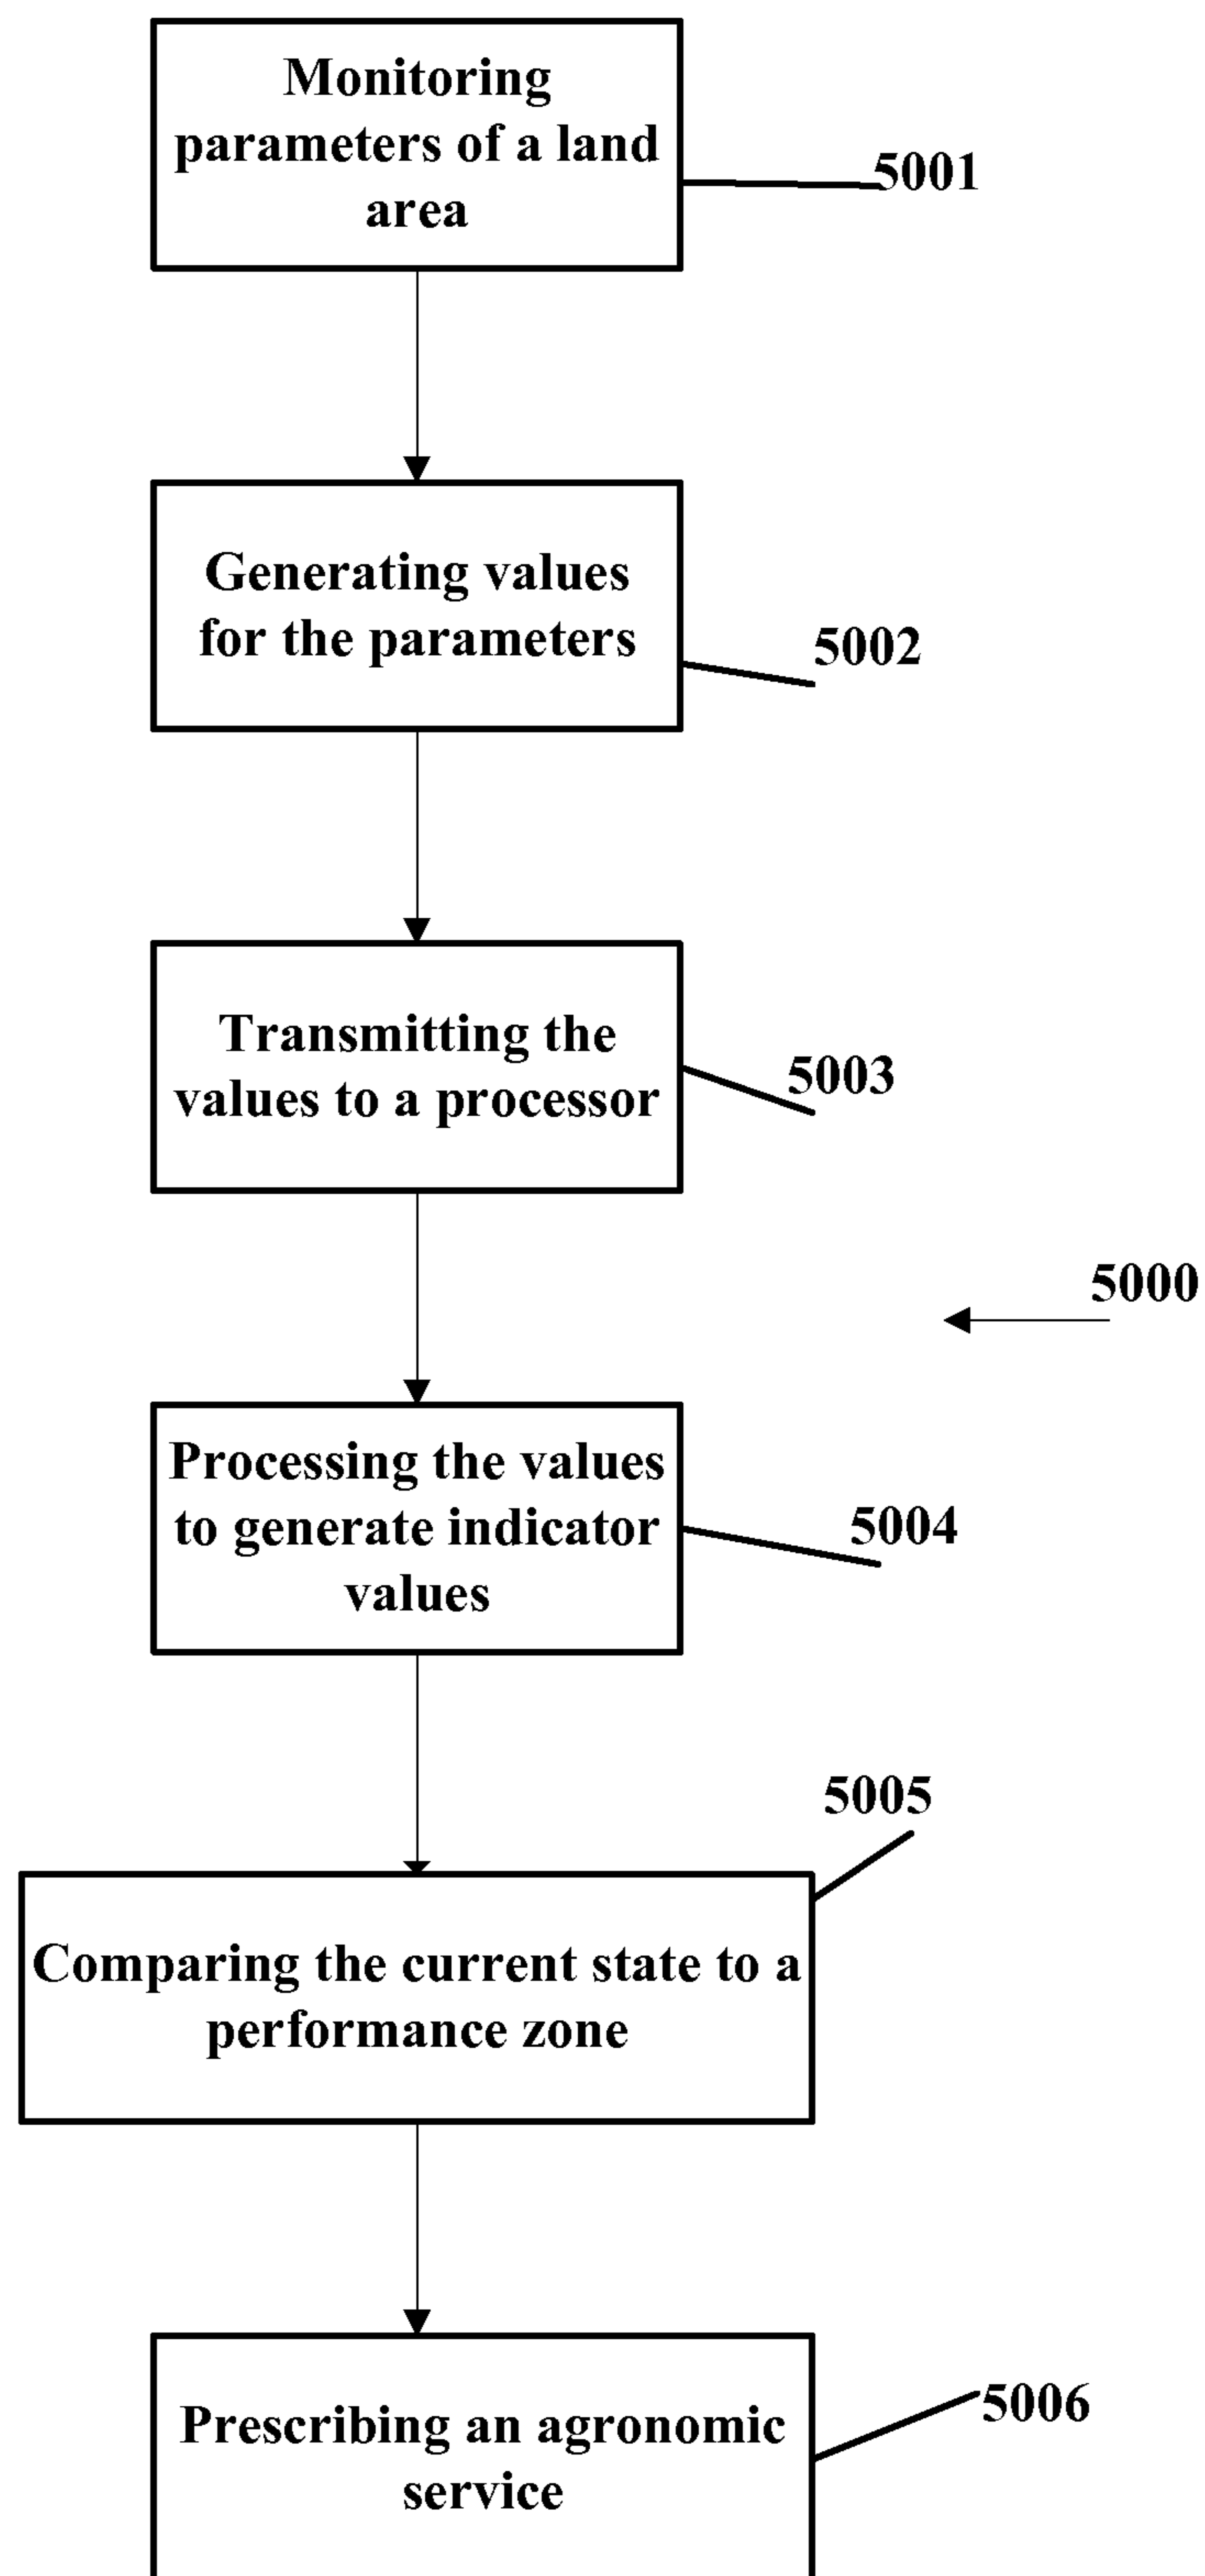 Monitoring
parameters of a land
area
5001
Generating values
for the parameters
5002
Transmitting the
values to a processor
5003
5000
Processing the values
to generate indicator
values
5004
5005
Comparing the current state to a
performance zone
Prescribing an agronomic
service
5006